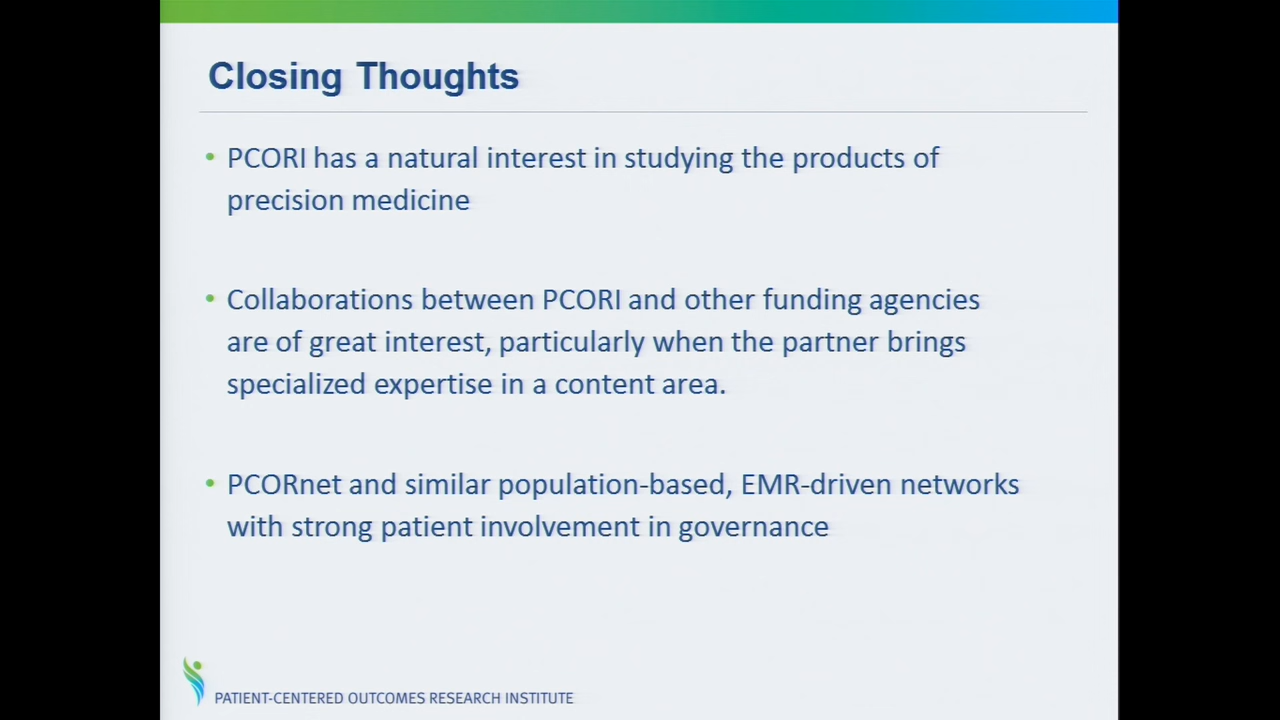 Closing Thoughts
• PCORI has a natural interest in studying the products of
precision medicine
• Collaborations between PCORI and other funding agencies
are of great interest, particularly when the partner brings
specialized expertise in a content area.
• PCORnet and similar population-based, EMR-driven networks
with strong patient involvement in governance
PATIENT-CENTERED OUTCOMES RESEARCH INSTITUTE